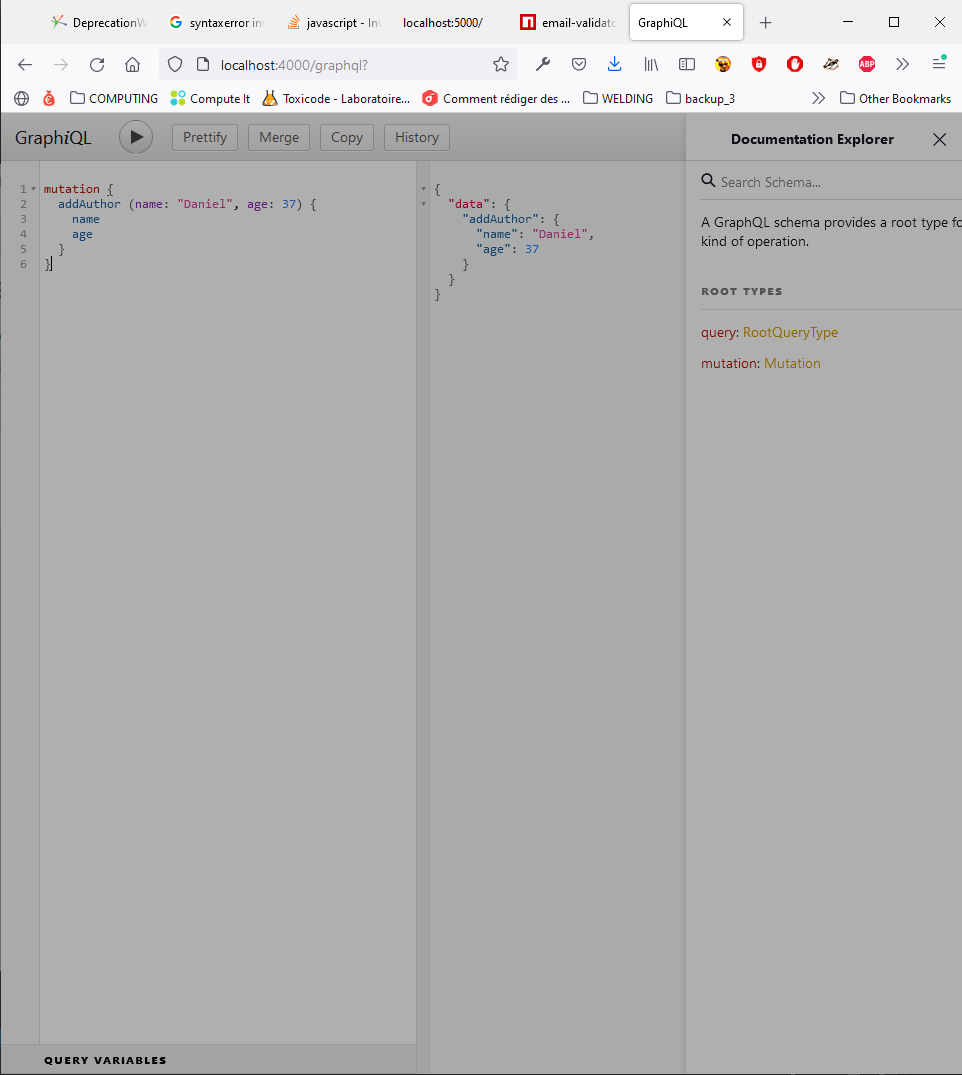 DeprecationW
syntaxerror inv
javascript - Inv
localhost:5000/
email-validato
GraphiQL
localhost:4000/graphql?
ABP
COMPUTING
Compute It
Toxicode - Laboratoire...
Comment rédiger des ...
WELDING
backup_3
Other Bookmarks
GraphiQL
Prettify
Merge
Copy
History
1 mutation {
2 addAuthor (name: "Daniel", age: 37) {
3 name
4 age
5 }
6 }
{
"data": {
"addAuthor": {
"name": "Daniel",
"age": 37
}
}
}
Documentation Explorer
Search Schema...
A GraphQL schema provides a root type fo
kind of operation.
ROOT TYPES
query: RootQueryType
mutation: Mutation
QUERY VARIABLES